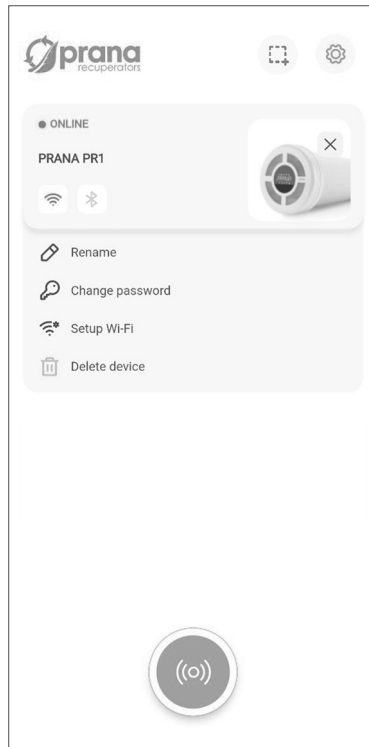 prana
recuperators
ONLINE
PRANA PR1
Rename
Change password
Setup Wi-Fi
Delete device